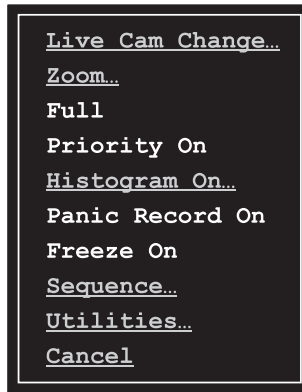 Live Cam Change…
Zoom…
Full
Priority On
Histogram On…
Panic Record On
Freeze On
Sequence…
Utilities…
Cancel